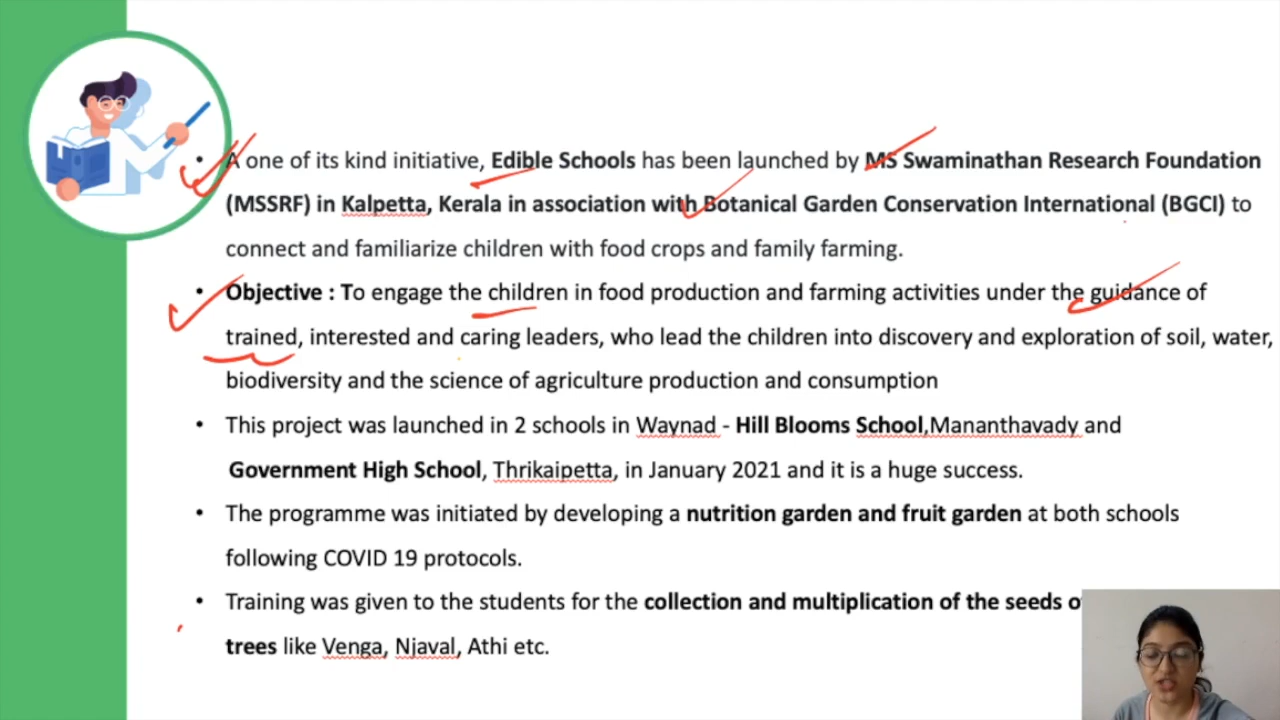 • A one of its kind initiative, Edible Schools has been launched by MS Swaminathan Research Foundation
(MSSRF) in Kalpetta, Kerala in association with Botanical Garden Conservation International (BGCI) to
connect and familiarize children with food crops and family farming.
• Objective : To engage the children in food production and farming activities under the guidance of
trained, interested and caring leaders, who lead the children into discovery and exploration of soil, water,
biodiversity and the science of agriculture production and consumption
• This project was launched in 2 schools in Waynad - Hill Blooms School,Mananthavady and
Government High School, Thrikaipetta, in January 2021 and it is a huge success.
• The programme was initiated by developing a nutrition garden and fruit garden at both schools
following COVID 19 protocols.
• Training was given to the students for the collection and multiplication of the seeds
trees like Venga, Njaval, Athi etc.